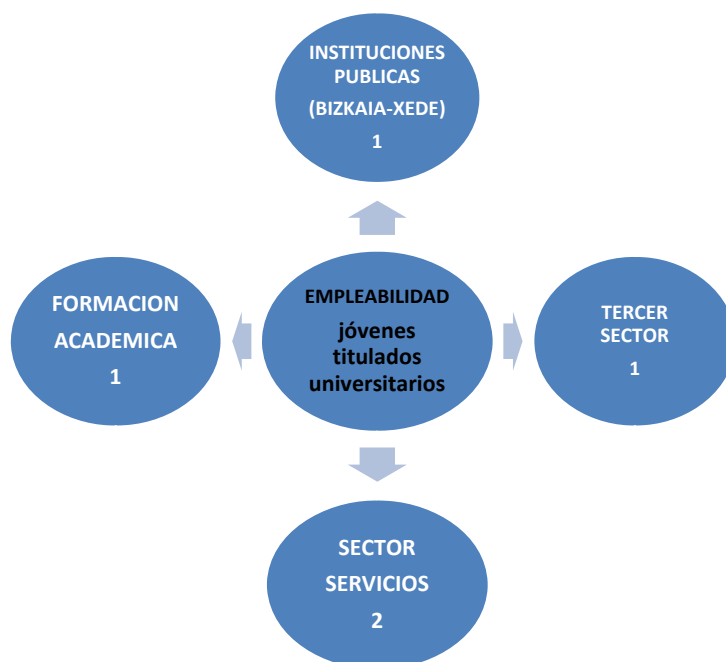 INSTITUCIONES
PUBLICAS
(BIZKAIA-XEDE)
1
FORMACION
ACADEMICA
1
EMPLEABILIDAD
jóvenes
titulados
universitarios
TERCER
SECTOR
1
SECTOR
SERVICIOS
2